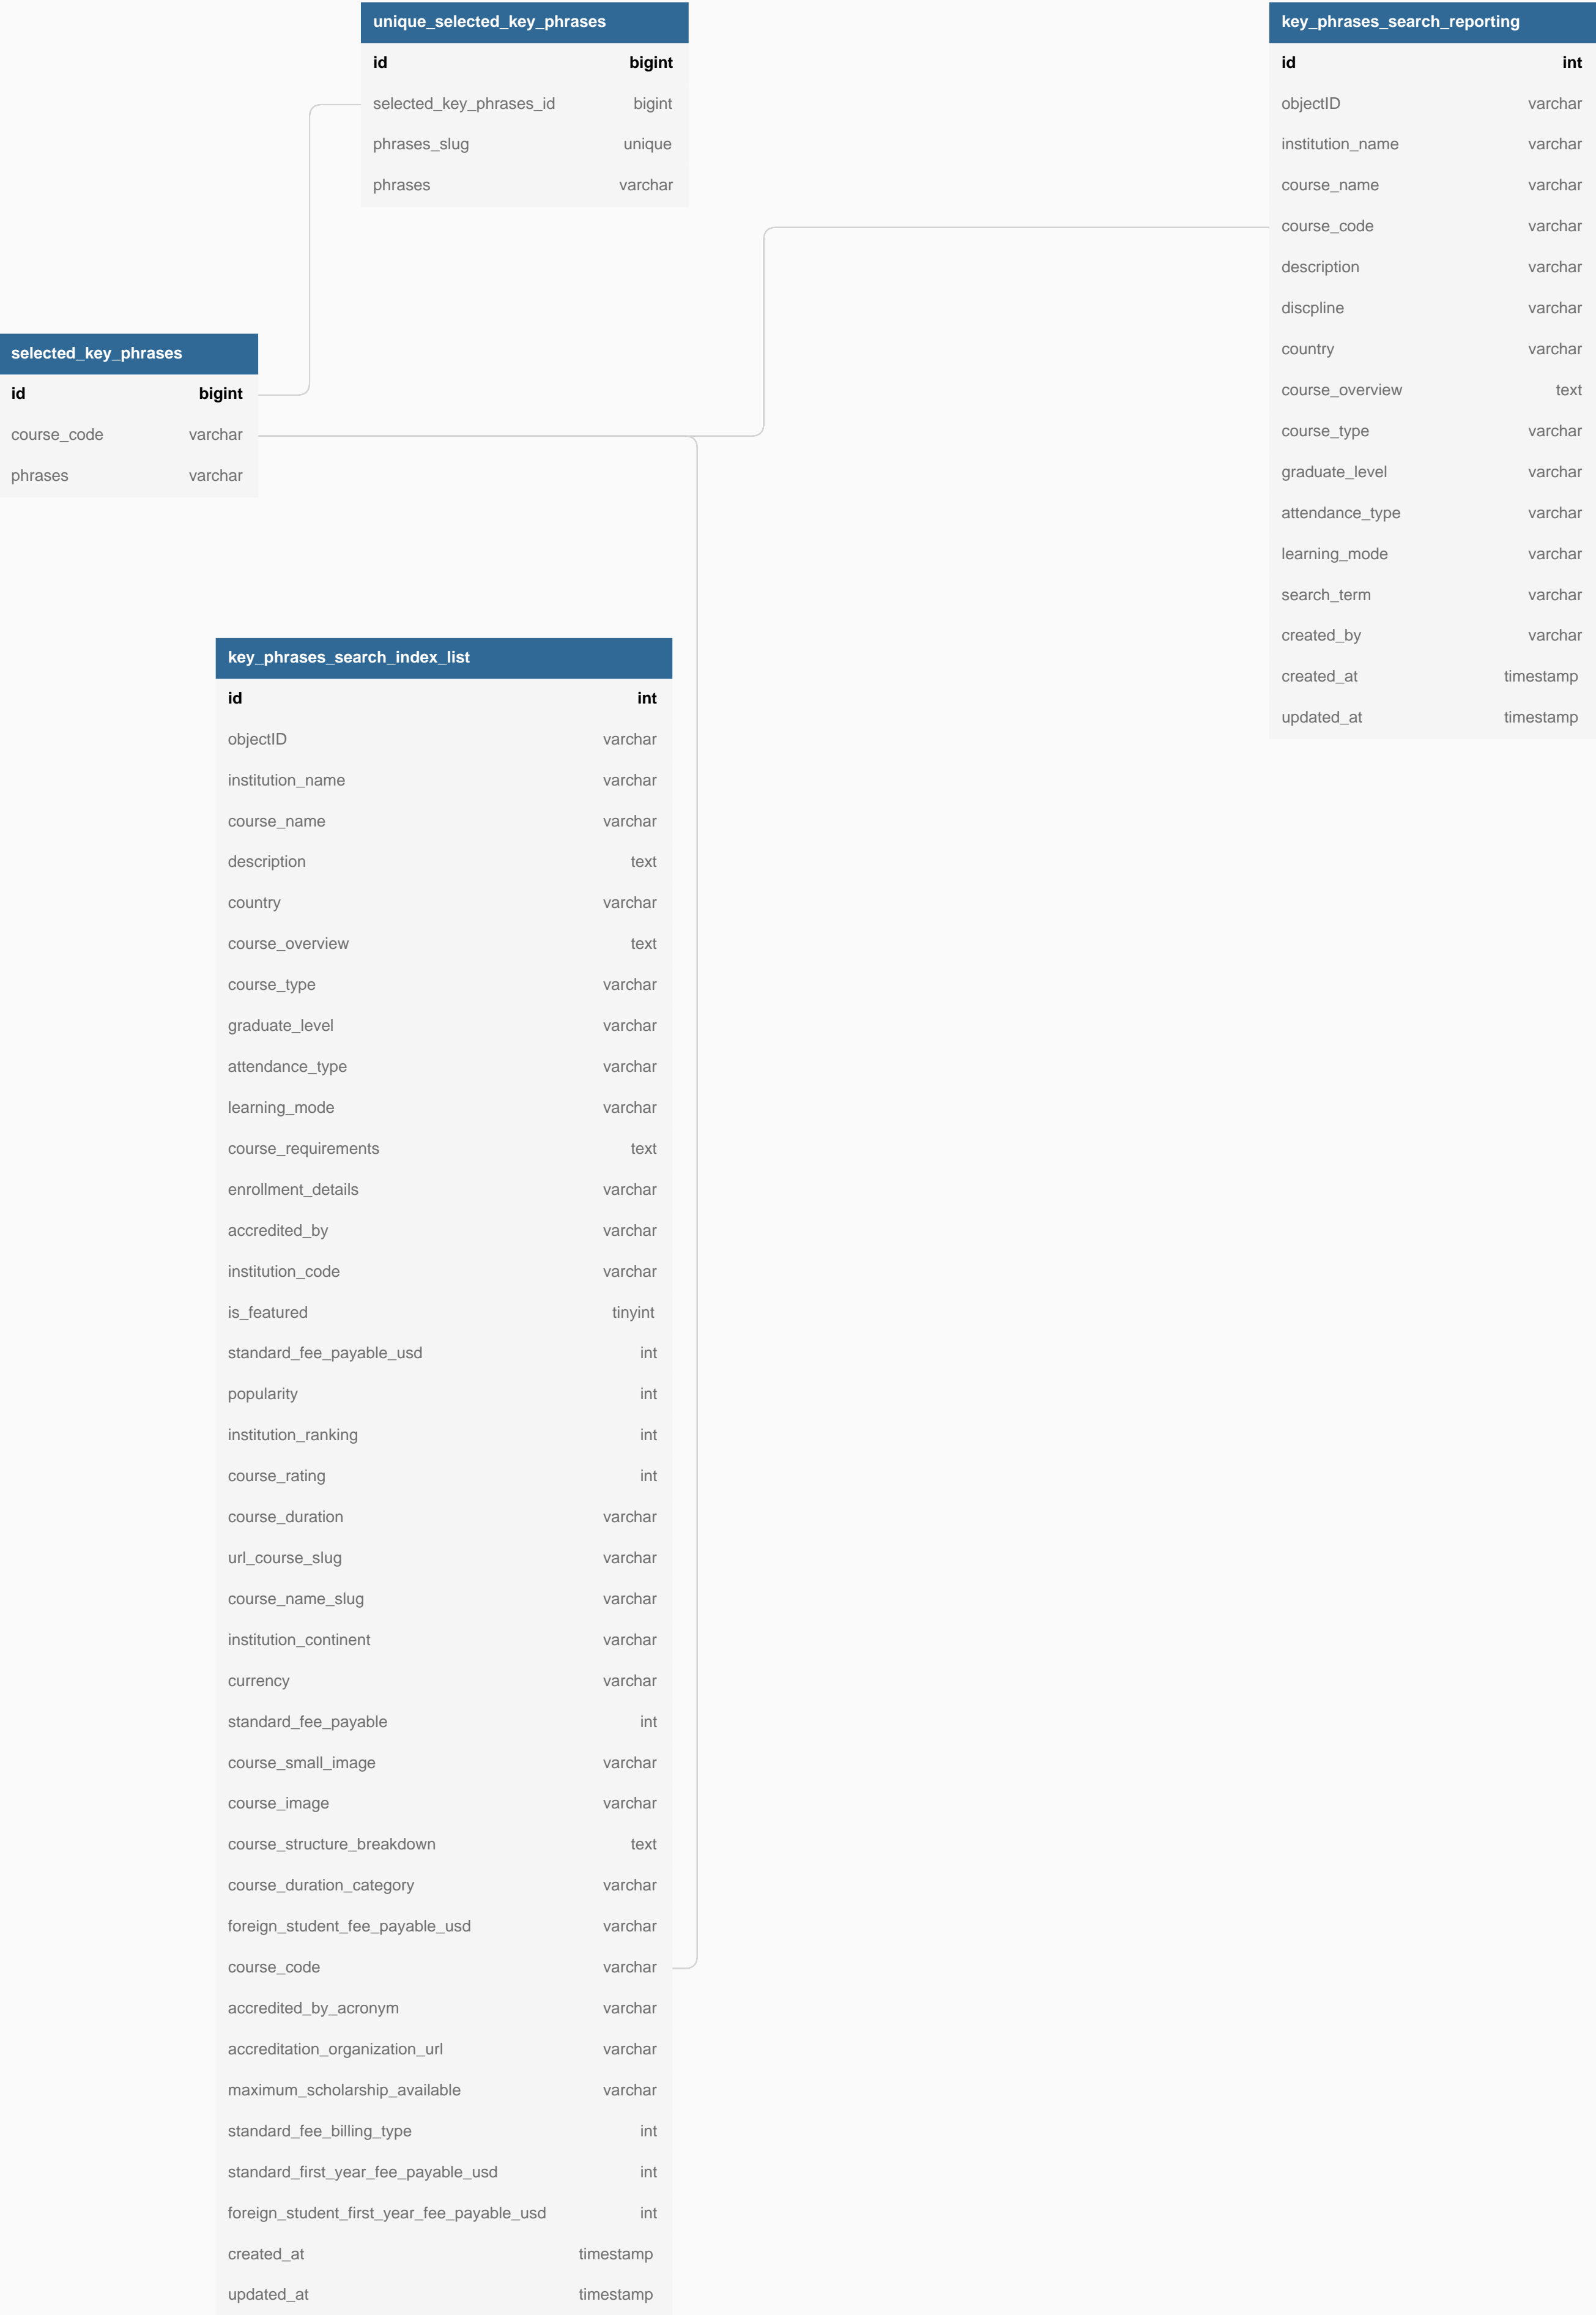 unique_selected_key_phrases
id bigint
selected_key_phrases_id bigint
phrases_slug unique
phrases varchar
key_phrases_search_reporting
id int
objectID varchar
institution_name varchar
course_name varchar
course_code varchar
description varchar
discpline varchar
country varchar
course_overview text
course_type varchar
graduate_level varchar
attendance_type varchar
learning_mode varchar
search_term varchar
created_by varchar
created_at timestamp
updated_at timestamp
selected_key_phrases
id bigint
course_code varchar
phrases varchar
key_phrases_search_index_list
id int
objectID varchar
institution_name varchar
course_name varchar
description text
country varchar
course_overview text
course_type varchar
graduate_level varchar
attendance_type varchar
learning_mode varchar
course_requirements text
enrollment_details varchar
accredited_by varchar
institution_code varchar
is_featured tinyint
standard_fee_payable_usd int
popularity int
institution_ranking int
course_rating int
course_duration varchar
url_course_slug varchar
course_name_slug varchar
institution_continent varchar
currency varchar
standard_fee_payable int
course_small_image varchar
course_image varchar
course_structure_breakdown text
course_duration_category varchar
foreign_student_fee_payable_usd varchar
course_code varchar
accredited_by_acronym varchar
accreditation_organization_url varchar
maximum_scholarship_available varchar
standard_fee_billing_type int
standard_first_year_fee_payable_usd int
foreign_student_first_year_fee_payable_usd int
created_at timestamp
updated_at timestamp